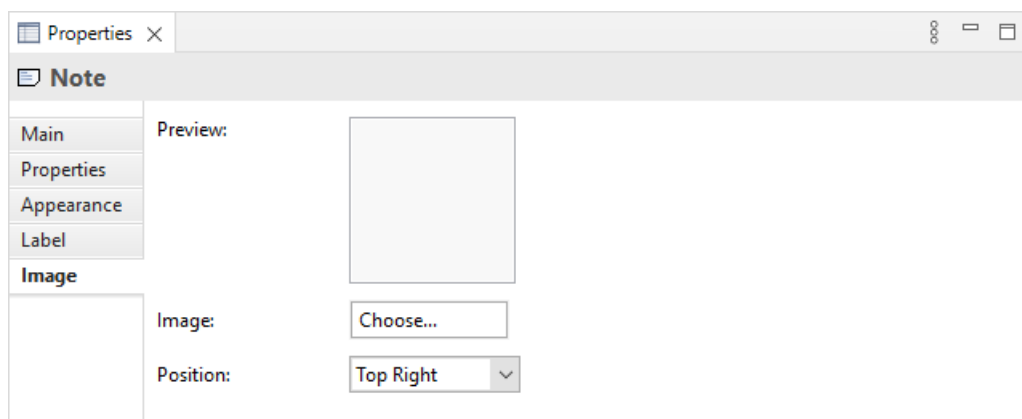 Properties
Note
Main
Properties
Appearance
Label
Image
Preview:
Image: Choose...
Position: Top Right